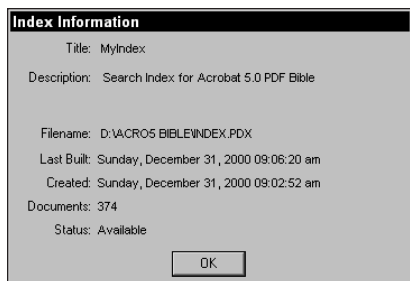 Index Information
Title: MyIndex
Description: Search Index for Acrobat 5.0 PDF Bible
Filename: D:\ACRO5 BIBLE\INDEX.PDX
Last Built: Sunday, December 31, 2000 09:06:20 am
Created: Sunday, December 31, 2000 09:02:52 am
Documents: 374
Status: Available
OK